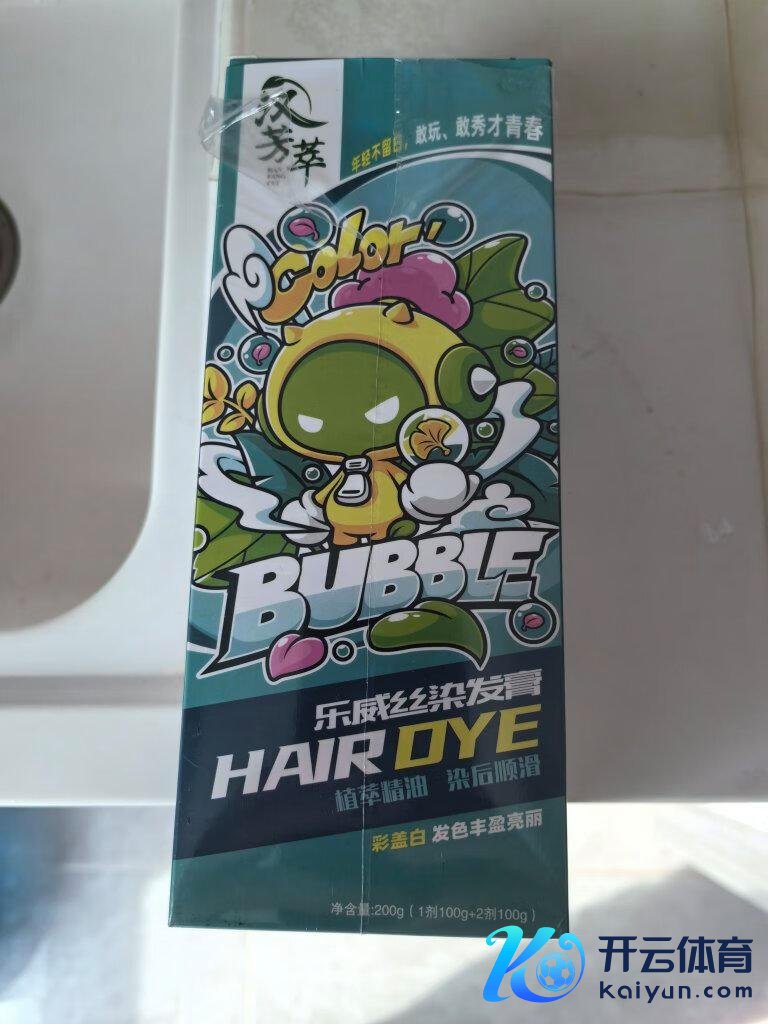 汉芳萃
HAN
FANG
CUI
年轻不留白，敢玩、敢秀才青春
Color
BUBBLE
乐威丝染发膏
HAIR DYE
植萃精油 染后顺滑
彩盖白 发色丰盈亮丽
净含量:200g（1剂100g+2剂100g）
开云体育
kaiyun.com